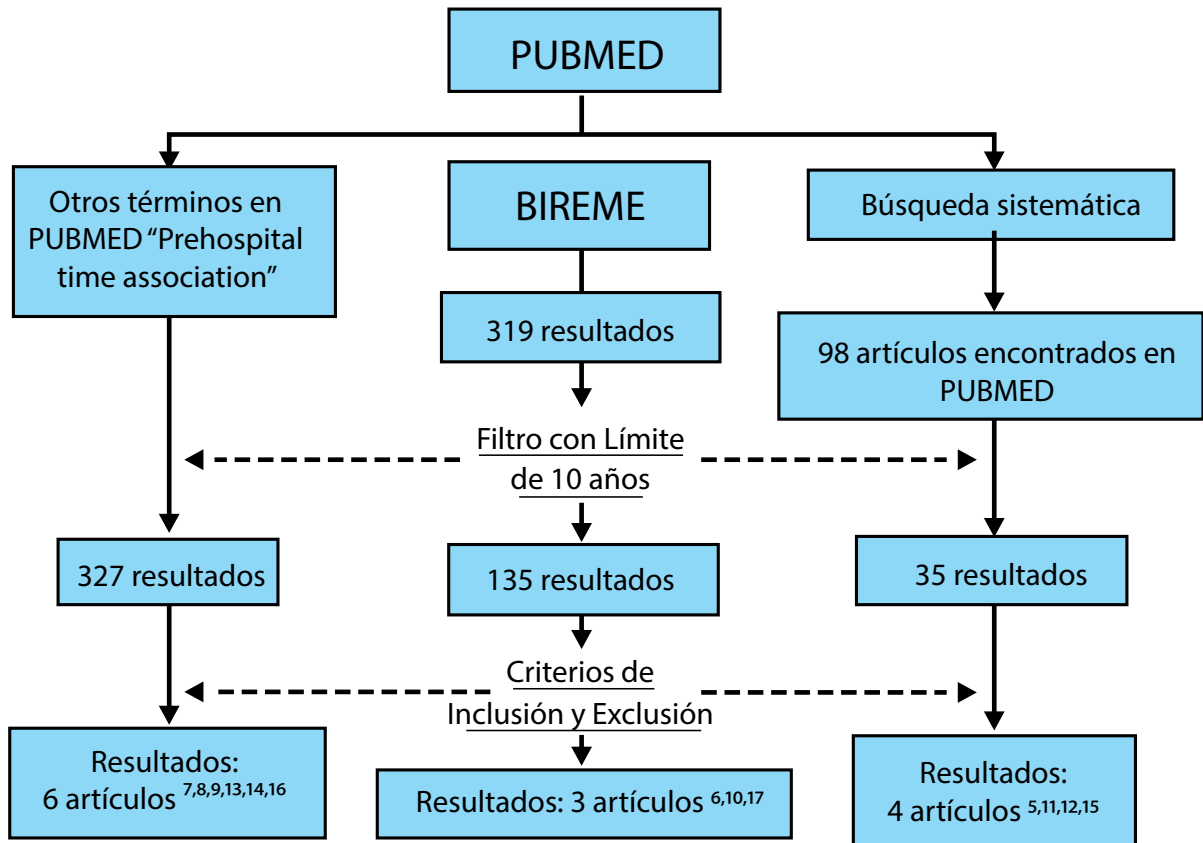 PUBMED
Otros términos en
PUBMED “Prehospital
time association”
BIREME
Búsqueda sistemática
319 resultados
98 artículos encontrados en
PUBMED
Filtro con Límite
de 10 años
327 resultados
135 resultados
35 resultados
Criterios de
Inclusión y Exclusión
Resultados:
6 artículos 7,8,9,13,14,16
Resultados: 3 artículos 6,10,17
Resultados:
4 artículos 5,11,12,15